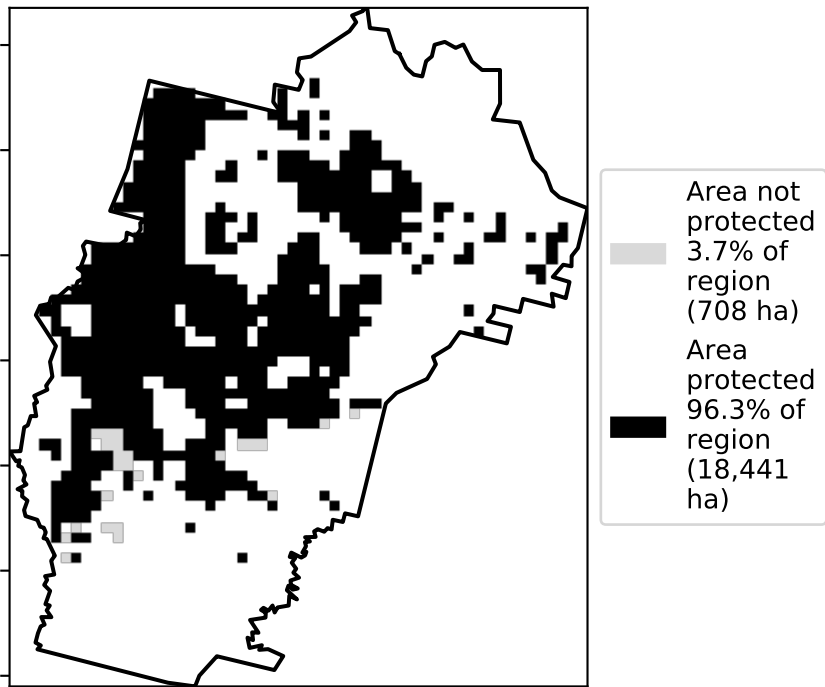 Area not
protected
3.7% of
region
(708 ha)
Area
protected
96.3% of
region
(18,441
ha)